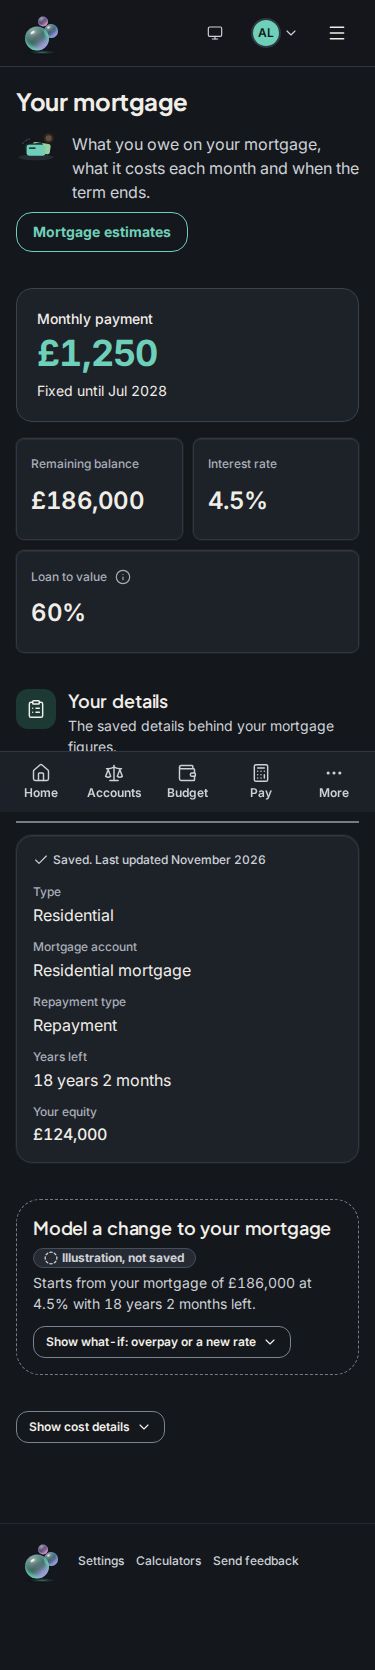 AL
Your mortgage
What you owe on your mortgage,
what it costs each month and when the
term ends.
Mortgage estimates
Monthly payment
£1,250
Fixed until Jul 2028
Remaining balance
£186,000
Interest rate
4.5%
Loan to value
60%
Your details
The saved details behind your mortgage
figures.
Home
Accounts
Budget
Pay
More
Saved. Last updated November 2026
Type
Residential
Mortgage account
Residential mortgage
Repayment type
Repayment
Years left
18 years 2 months
Your equity
£124,000
Model a change to your mortgage
Illustration, not saved
Starts from your mortgage of £186,000 at
4.5% with 18 years 2 months left.
Show what-if: overpay or a new rate
Show cost details
Settings
Calculators
Send feedback